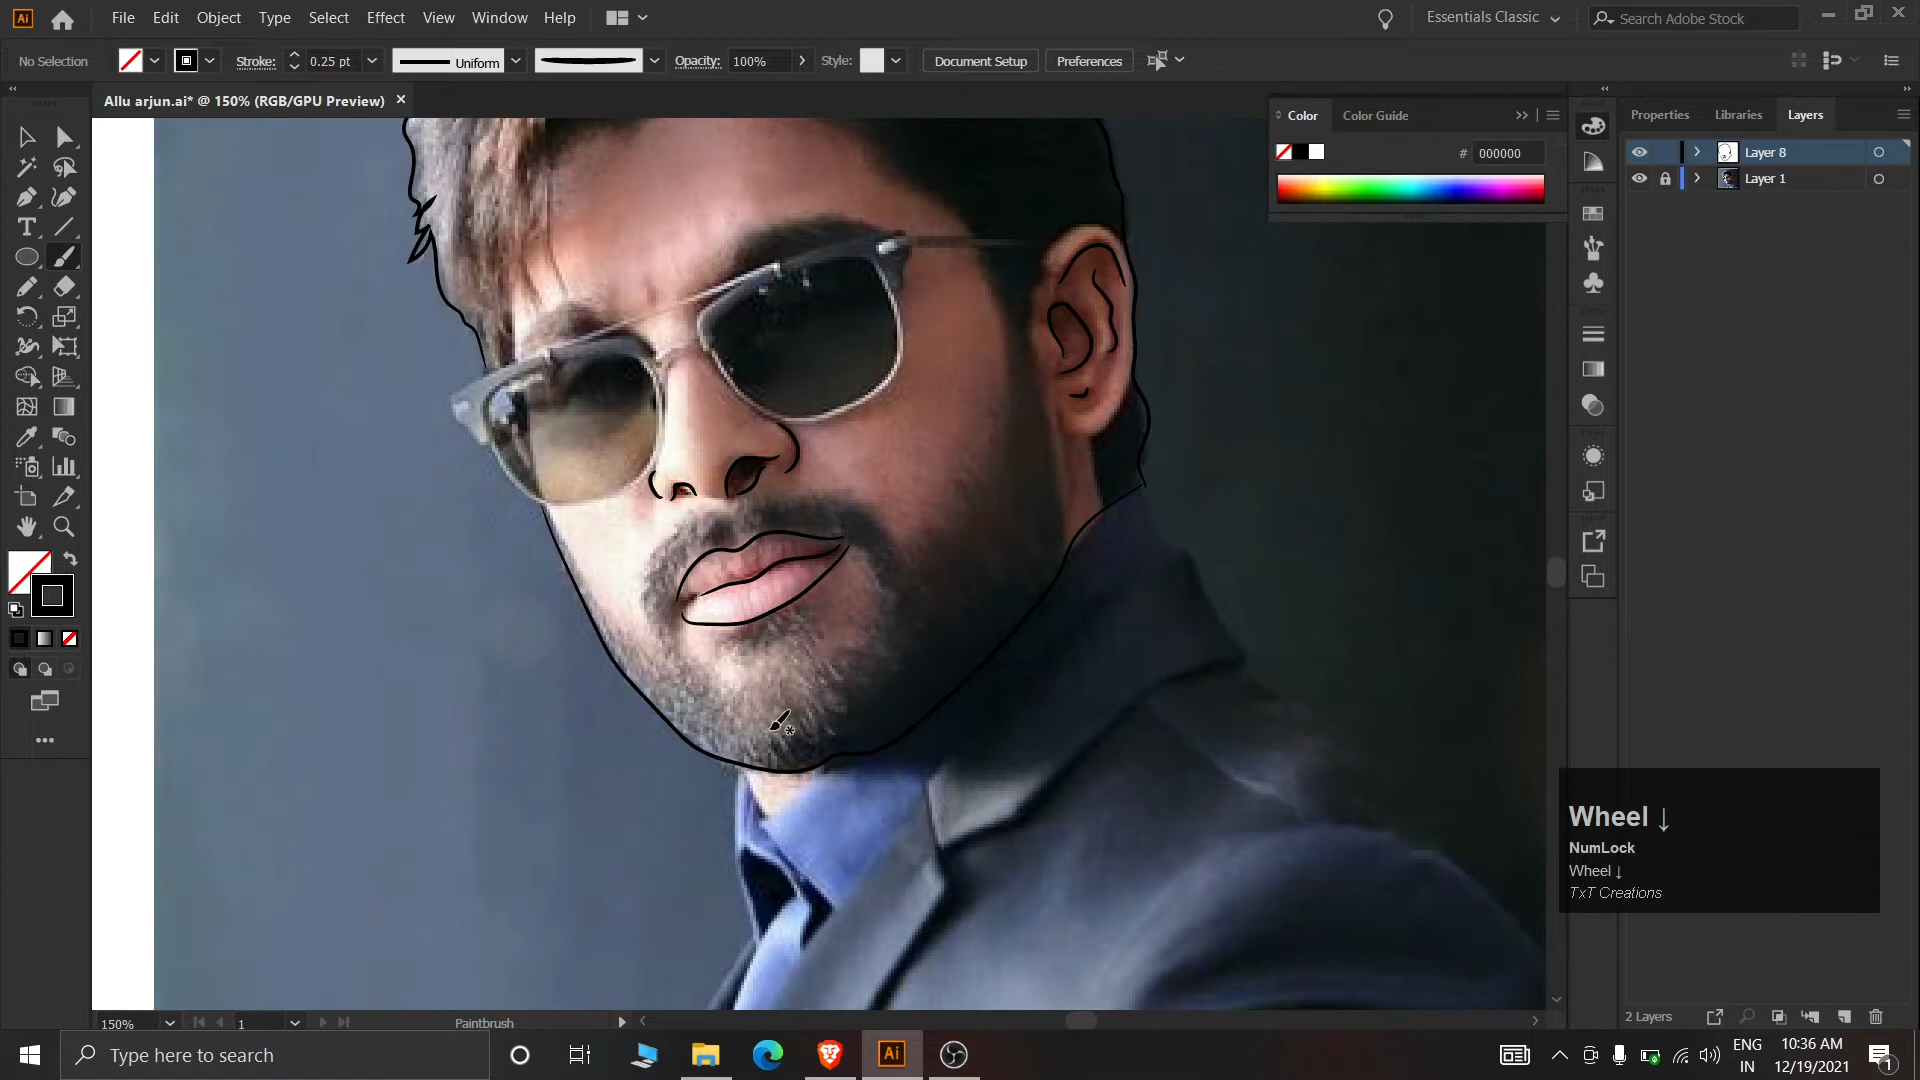 Ai File Edit Object Type Select Effect View Window Help Essentials Classic Search Adobe Stock
No Selection Stroke: 0.25 pt Uniform Opacity: 100% Style: Document Setup Preferences
Allu arjun.ai* @ 150% (RGB/GPU Preview) ×
Color Color Guide
# 000000
Properties Libraries Layers
Layer 8
Layer 1
T
Wheel ↓
NumLock
Wheel ↓
TxT Creations
2 Layers
150% 1 Paintbrush
Type here to search
Ai
ENG
IN
10:36 AM
12/19/2021
1